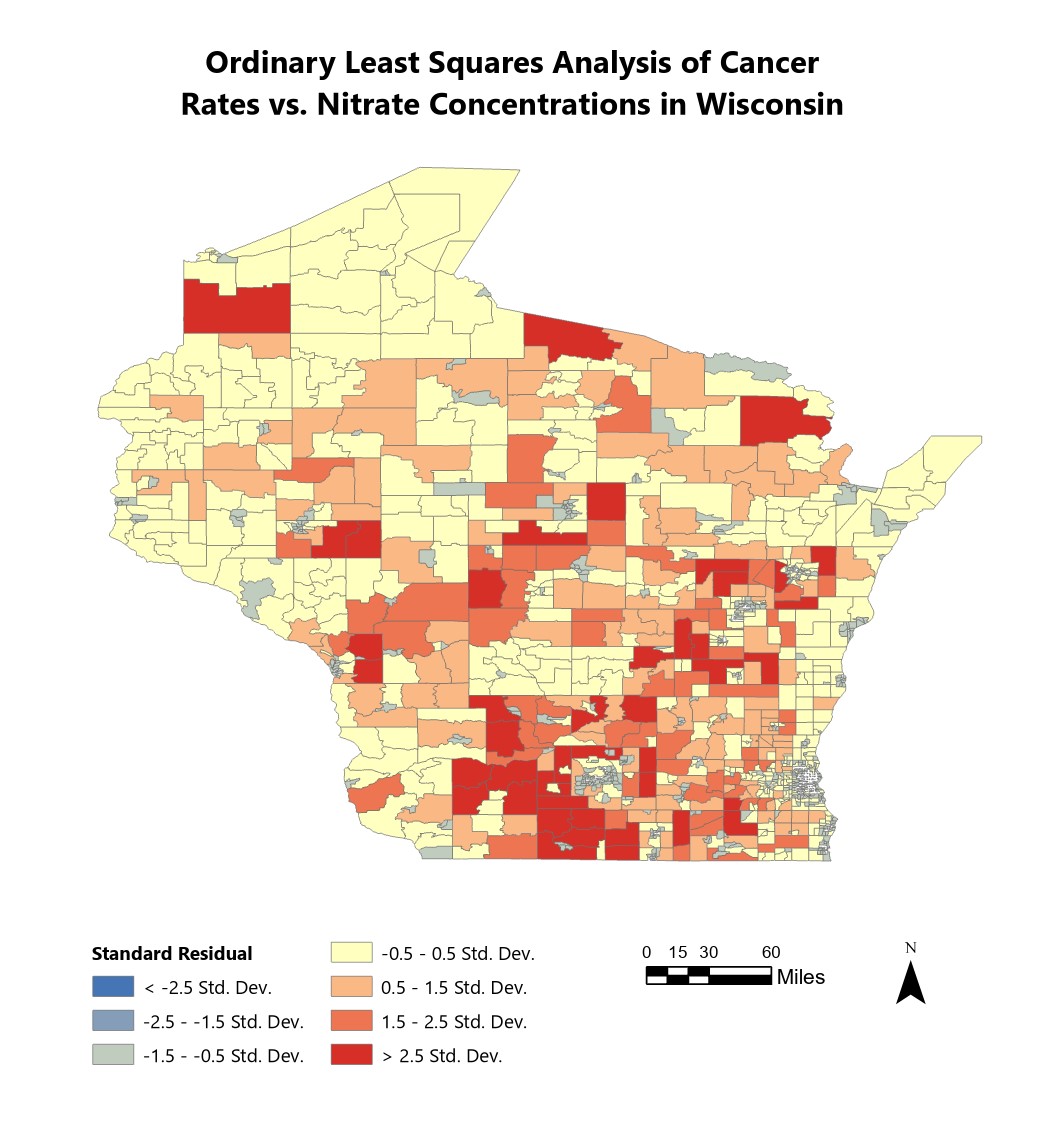 Ordinary Least Squares Analysis of Cancer
Rates vs. Nitrate Concentrations in Wisconsin
Standard Residual
< -2.5 Std. Dev.
-2.5 - -1.5 Std. Dev.
-1.5 - -0.5 Std. Dev.
-0.5 - 0.5 Std. Dev.
0.5 - 1.5 Std. Dev.
1.5 - 2.5 Std. Dev.
> 2.5 Std. Dev.
0 15 30 60
Miles
N